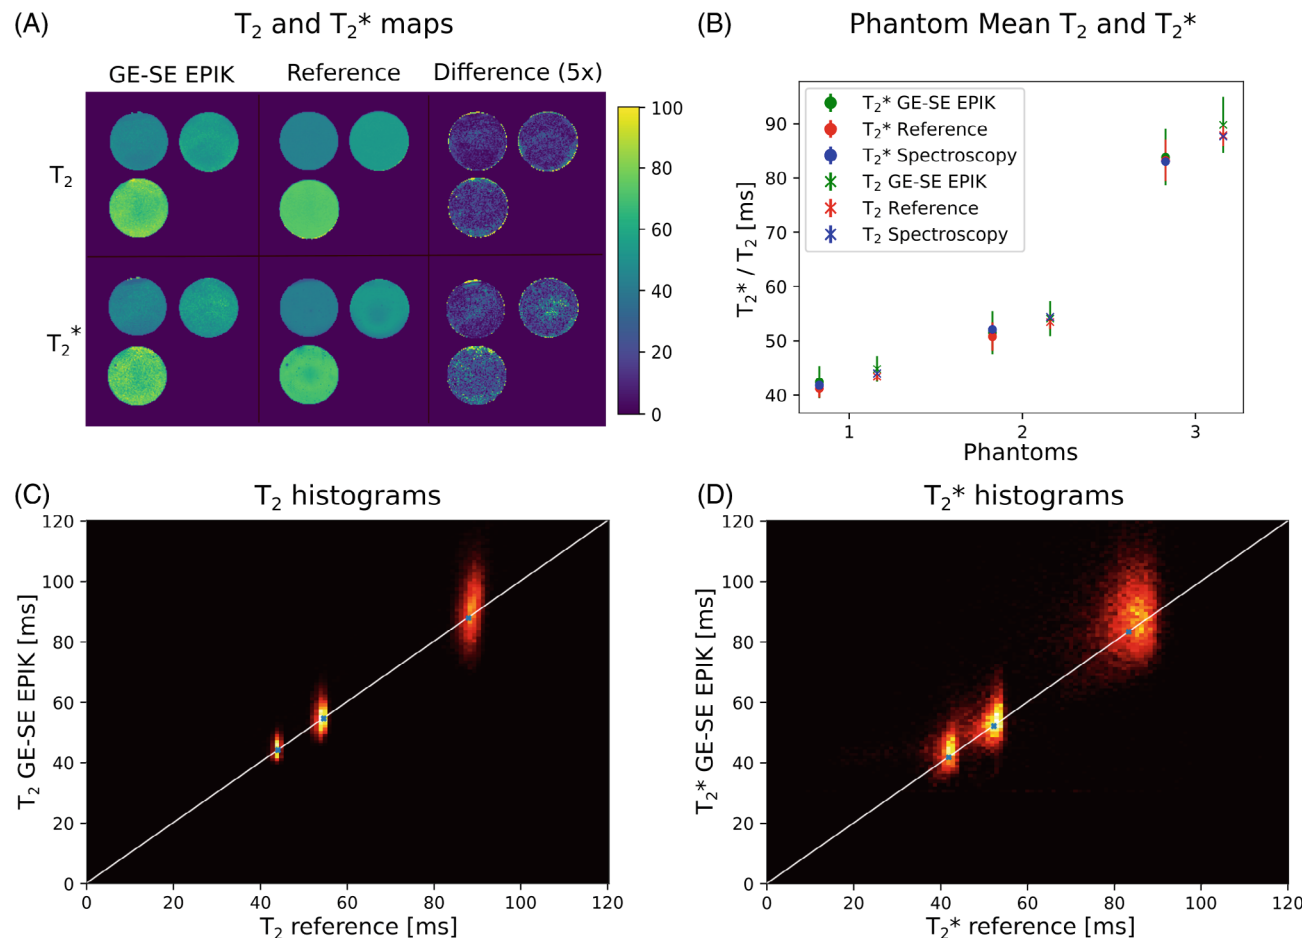 (A) T₂ and T₂* maps
GE-SE EPIK Reference Difference (5x)
T₂
T₂*
100
80
60
40
20
0
(B) Phantom Mean T₂ and T₂*
T₂* GE-SE EPIK
T₂* Reference
T₂* Spectroscopy
T₂ GE-SE EPIK
T₂ Reference
T₂ Spectroscopy
T₂* / T₂ [ms]
90
80
70
60
50
40
1 2 3
Phantoms
(C) T₂ histograms
T₂ GE-SE EPIK [ms]
120
100
80
60
40
20
0
0 20 40 60 80 100 120
T₂ reference [ms]
(D) T₂* histograms
T₂* GE-SE EPIK [ms]
120
100
80
60
40
20
0
0 20 40 60 80 100 120
T₂* reference [ms]